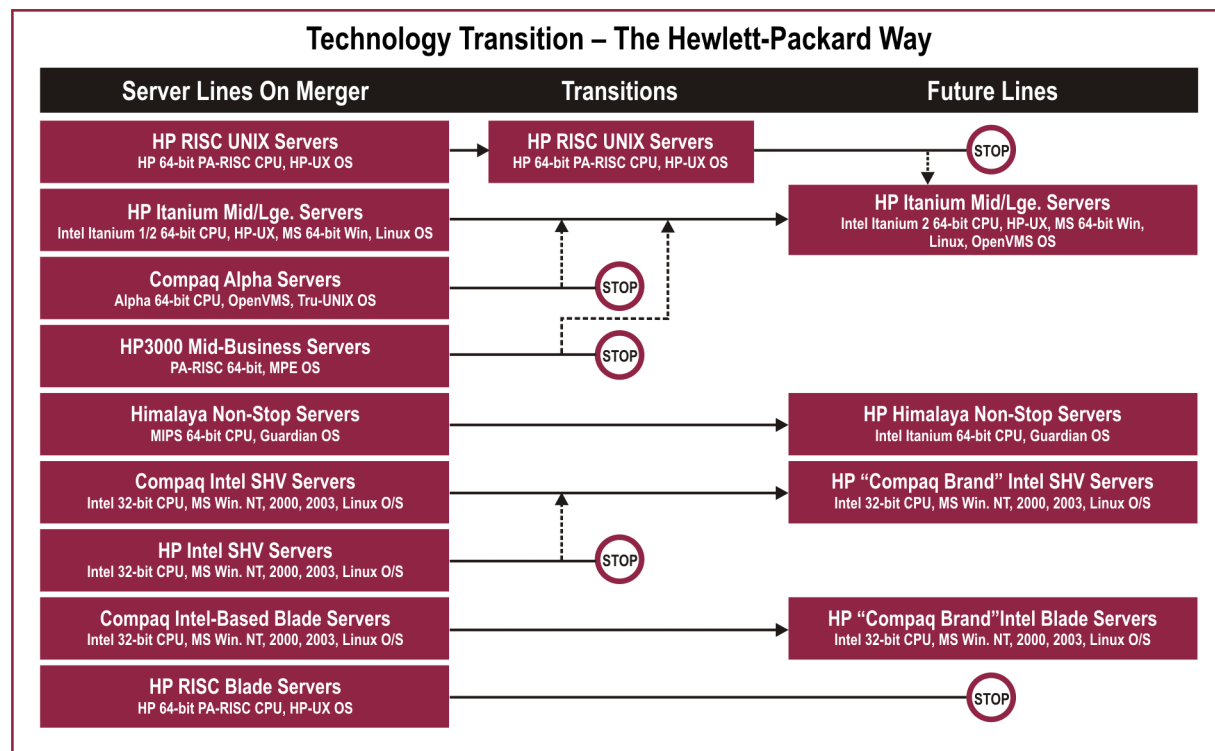 Technology Transition – The Hewlett-Packard Way
Server Lines On Merger
Transitions
Future Lines
HP RISC UNIX Servers
HP 64-bit PA-RISC CPU, HP-UX OS
HP RISC UNIX Servers
HP 64-bit PA-RISC CPU, HP-UX OS
STOP
HP Itanium Mid/Lge. Servers
Intel Itanium 1/2 64-bit CPU, HP-UX, MS 64-bit Win, Linux OS
HP Itanium Mid/Lge. Servers
Intel Itanium 2 64-bit CPU, HP-UX, MS 64-bit Win,
Linux, OpenVMS OS
Compaq Alpha Servers
Alpha 64-bit CPU, OpenVMS, Tru-UNIX OS
STOP
HP3000 Mid-Business Servers
PA-RISC 64-bit, MPE OS
STOP
Himalaya Non-Stop Servers
MIPS 64-bit CPU, Guardian OS
HP Himalaya Non-Stop Servers
Intel Itanium 64-bit CPU, Guardian OS
Compaq Intel SHV Servers
Intel 32-bit CPU, MS Win. NT, 2000, 2003, Linux O/S
HP “Compaq Brand” Intel SHV Servers
Intel 32-bit CPU, MS Win. NT, 2000, 2003, Linux O/S
HP Intel SHV Servers
Intel 32-bit CPU, MS Win. NT, 2000, 2003, Linux O/S
STOP
Compaq Intel-Based Blade Servers
Intel 32-bit CPU, MS Win. NT, 2000, 2003, Linux O/S
HP “Compaq Brand”Intel Blade Servers
Intel 32-bit CPU, MS Win. NT, 2000, 2003, Linux O/S
HP RISC Blade Servers
HP 64-bit PA-RISC CPU, HP-UX OS
STOP